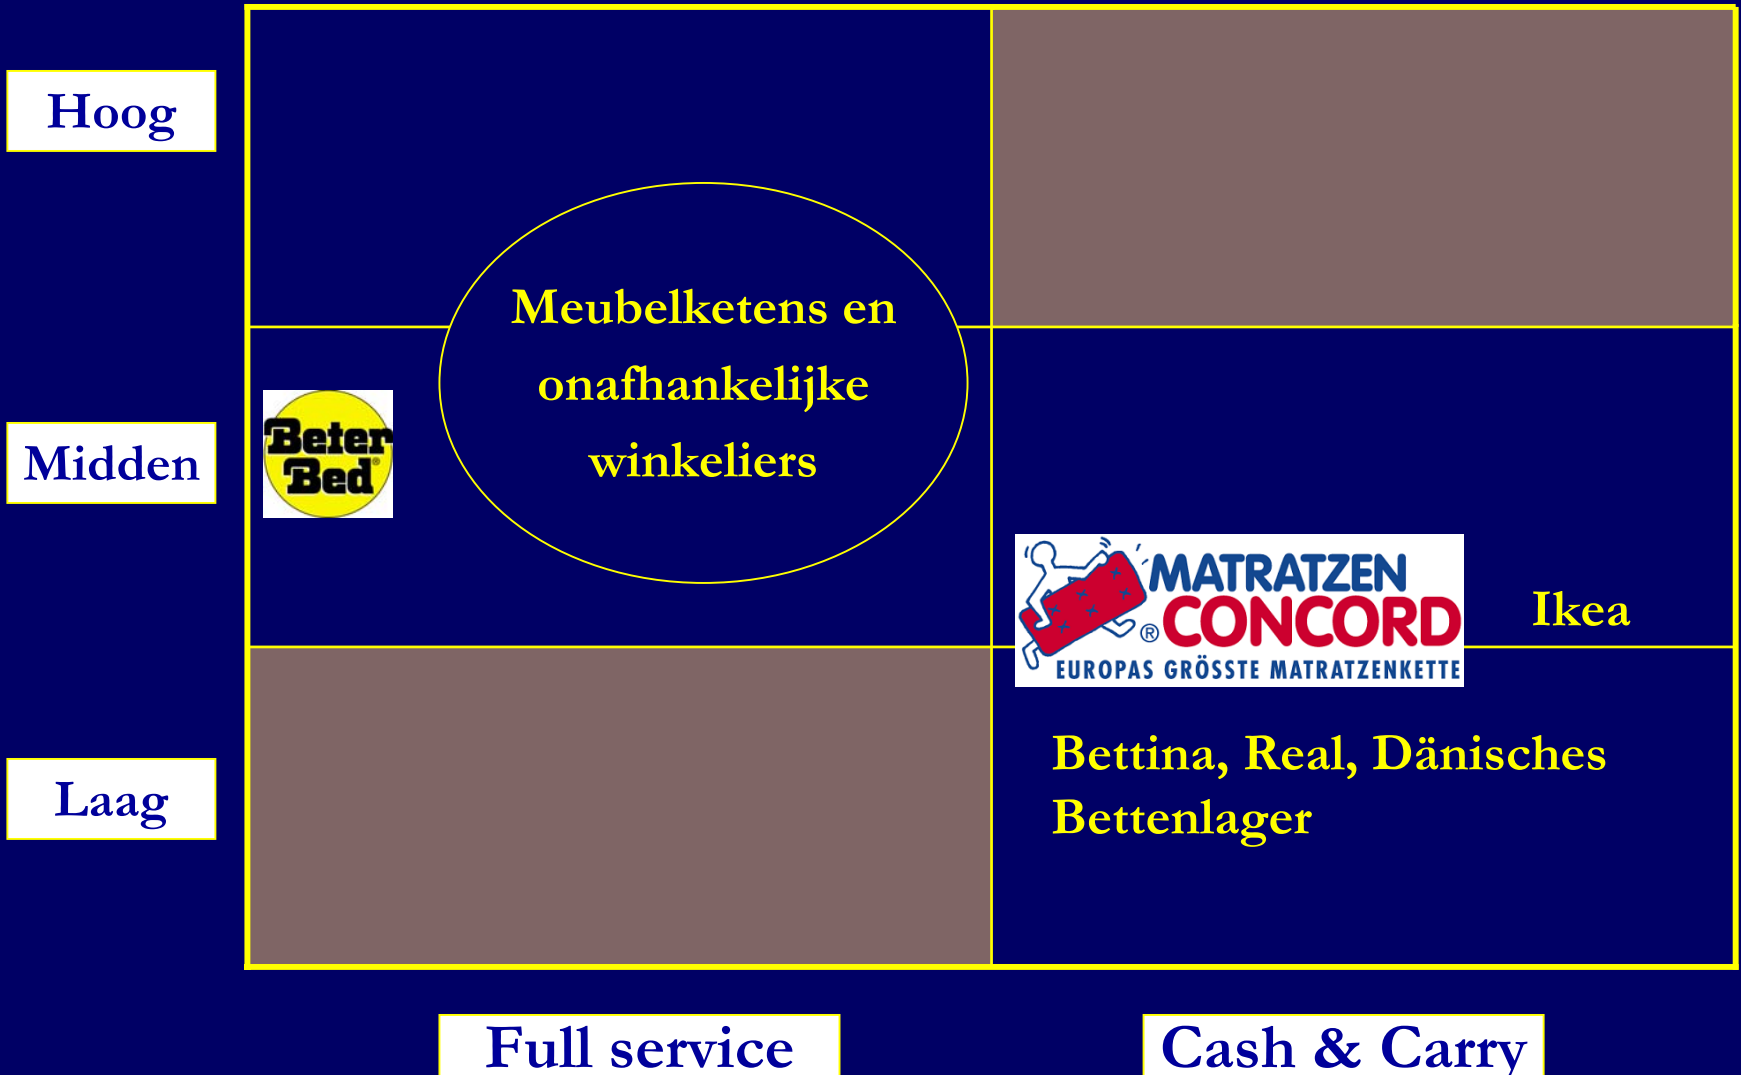 Hoog
Meubelketens en
onafhankelijke
winkeliers
Midden
Beter
Bed®
MATRATZEN
®CONCORD
EUROPAS GRÖSSTE MATRATZENKETTE
Ikea
Laag
Bettina, Real, Dänisches
Bettenlager
Full service
Cash & Carry